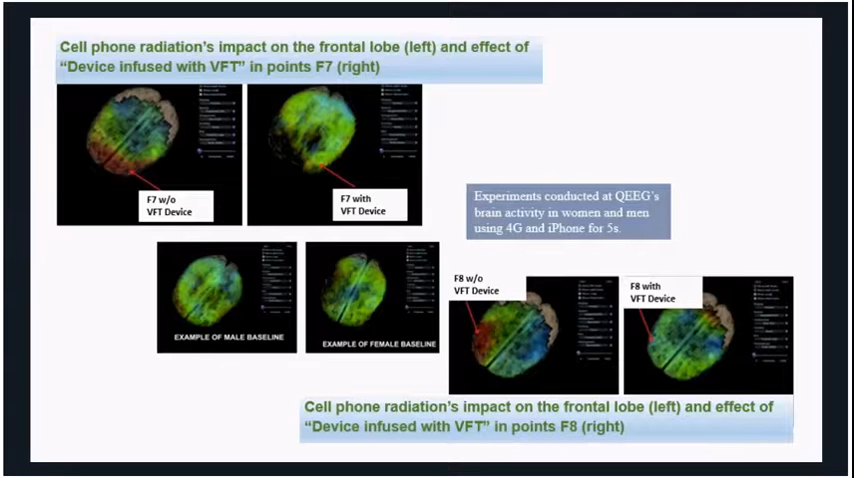 Cell phone radiation's impact on the frontal lobe (left) and effect of
"Device infused with VFT" in points F7 (right)
F7 w/o
VFT Device
F7 with
VFT Device
Experiments conducted at QEEG's
brain activity in women and men
using 4G and iPhone for 5s.
EXAMPLE OF MALE BASELINE
EXAMPLE OF FEMALE BASELINE
F8 w/o
VFT Device
F8 with
VFT Device
Cell phone radiation's impact on the frontal lobe (left) and effect of
"Device infused with VFT" in points F8 (right)